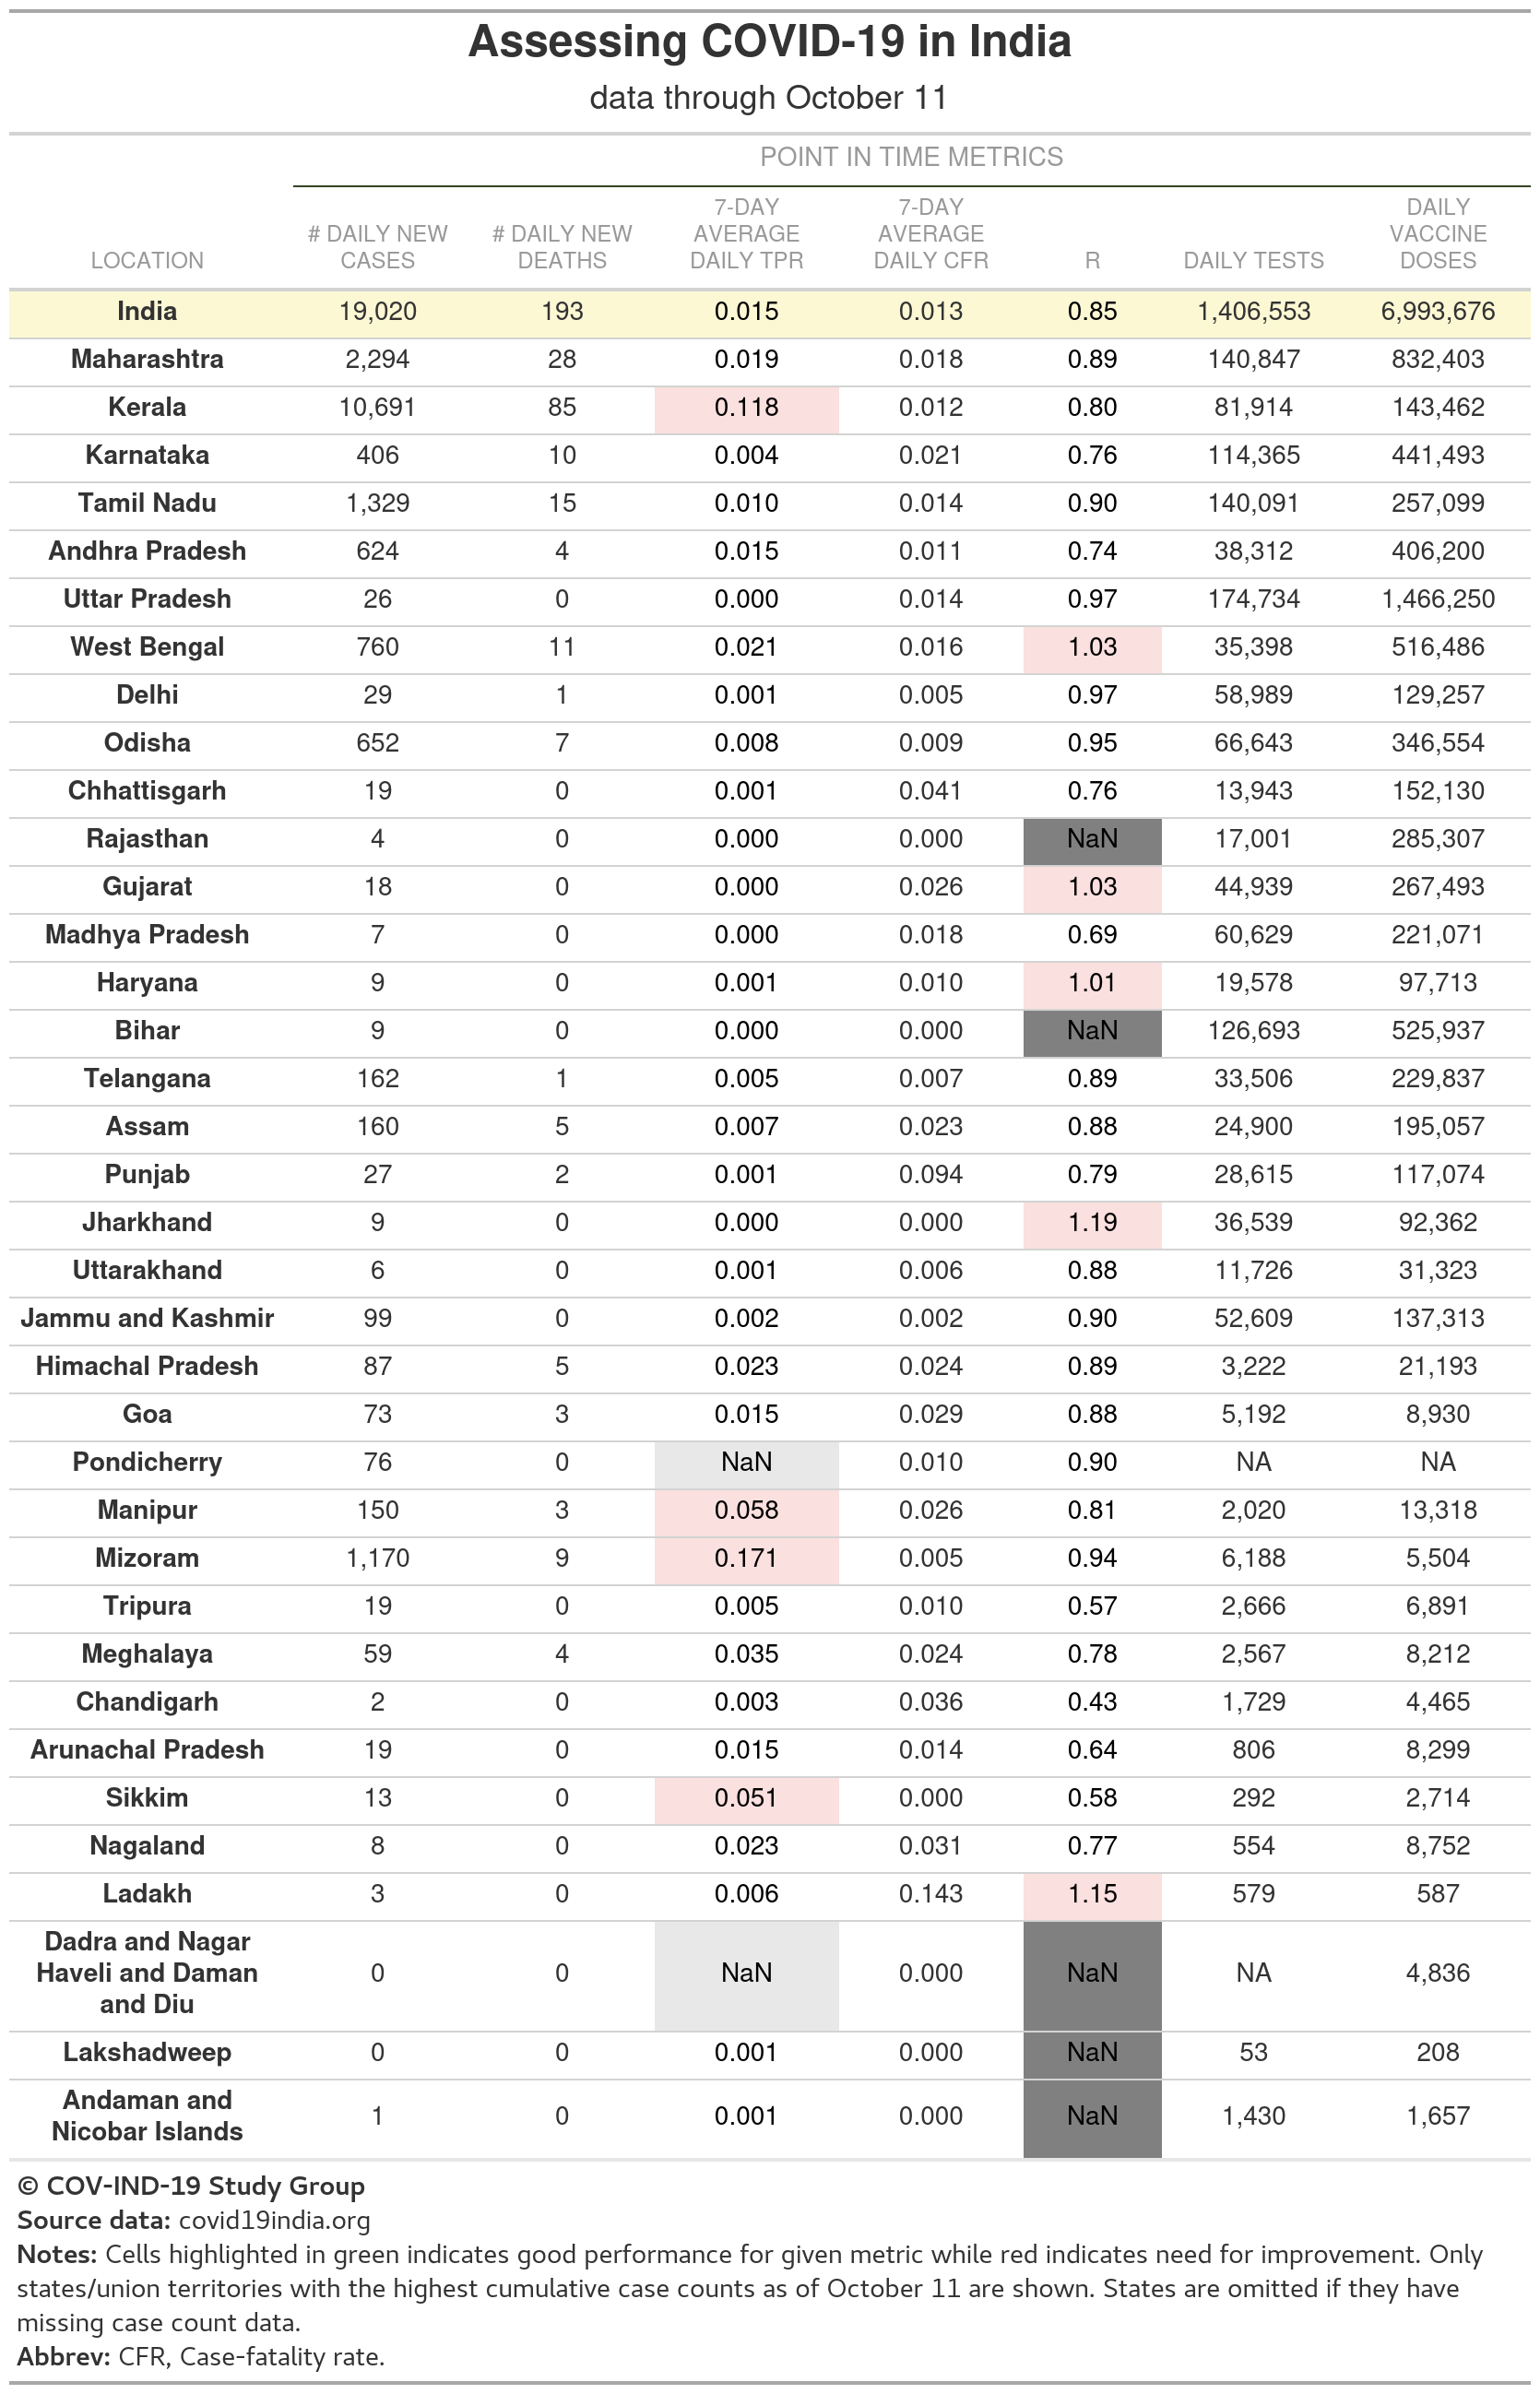 Assessing COVID-19 in India
data through October 11
POINT IN TIME METRICS
LOCATION # DAILY NEW CASES # DAILY NEW DEATHS 7-DAY AVERAGE DAILY TPR 7-DAY AVERAGE DAILY CFR R DAILY TESTS DAILY VACCINE DOSES
India 19,020 193 0.015 0.013 0.85 1,406,553 6,993,676
Maharashtra 2,294 28 0.019 0.018 0.89 140,847 832,403
Kerala 10,691 85 0.118 0.012 0.80 81,914 143,462
Karnataka 406 10 0.004 0.021 0.76 114,365 441,493
Tamil Nadu 1,329 15 0.010 0.014 0.90 140,091 257,099
Andhra Pradesh 624 4 0.015 0.011 0.74 38,312 406,200
Uttar Pradesh 26 0 0.000 0.014 0.97 174,734 1,466,250
West Bengal 760 11 0.021 0.016 1.03 35,398 516,486
Delhi 29 1 0.001 0.005 0.97 58,989 129,257
Odisha 652 7 0.008 0.009 0.95 66,643 346,554
Chhattisgarh 19 0 0.001 0.041 0.76 13,943 152,130
Rajasthan 4 0 0.000 0.000 NaN 17,001 285,307
Gujarat 18 0 0.000 0.026 1.03 44,939 267,493
Madhya Pradesh 7 0 0.000 0.018 0.69 60,629 221,071
Haryana 9 0 0.001 0.010 1.01 19,578 97,713
Bihar 9 0 0.000 0.000 NaN 126,693 525,937
Telangana 162 1 0.005 0.007 0.89 33,506 229,837
Assam 160 5 0.007 0.023 0.88 24,900 195,057
Punjab 27 2 0.001 0.094 0.79 28,615 117,074
Jharkhand 9 0 0.000 0.000 1.19 36,539 92,362
Uttarakhand 6 0 0.001 0.006 0.88 11,726 31,323
Jammu and Kashmir 99 0 0.002 0.002 0.90 52,609 137,313
Himachal Pradesh 87 5 0.023 0.024 0.89 3,222 21,193
Goa 73 3 0.015 0.029 0.88 5,192 8,930
Pondicherry 76 0 NaN 0.010 0.90 NA NA
Manipur 150 3 0.058 0.026 0.81 2,020 13,318
Mizoram 1,170 9 0.171 0.005 0.94 6,188 5,504
Tripura 19 0 0.005 0.010 0.57 2,666 6,891
Meghalaya 59 4 0.035 0.024 0.78 2,567 8,212
Chandigarh 2 0 0.003 0.036 0.43 1,729 4,465
Arunachal Pradesh 19 0 0.015 0.014 0.64 806 8,299
Sikkim 13 0 0.051 0.000 0.58 292 2,714
Nagaland 8 0 0.023 0.031 0.77 554 8,752
Ladakh 3 0 0.006 0.143 1.15 579 587
Dadra and Nagar Haveli and Daman and Diu 0 0 NaN 0.000 NaN NA 4,836
Lakshadweep 0 0 0.001 0.000 NaN 53 208
Andaman and Nicobar Islands 1 0 0.001 0.000 NaN 1,430 1,657
© COV-IND-19 Study Group
Source data: covid19india.org
Notes: Cells highlighted in green indicates good performance for given metric while red indicates need for improvement. Only
states/union territories with the highest cumulative case counts as of October 11 are shown. States are omitted if they have
missing case count data.
Abbrev: CFR, Case-fatality rate.